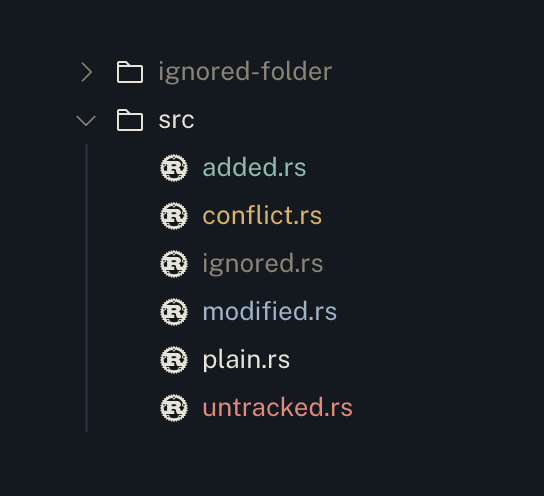 ignored-folder
src
added.rs
conflict.rs
ignored.rs
modified.rs
plain.rs
untracked.rs